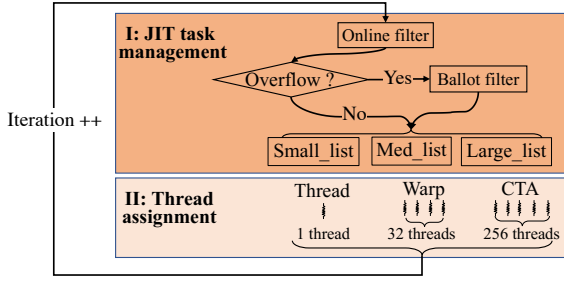 I: JIT task
management
Online filter
Overflow ?
Yes
Ballot filter
Iteration ++
No
Small_list
Med_list
Large_list
II: Thread
assignment
Thread
Warp
CTA
1 thread
32 threads
256 threads